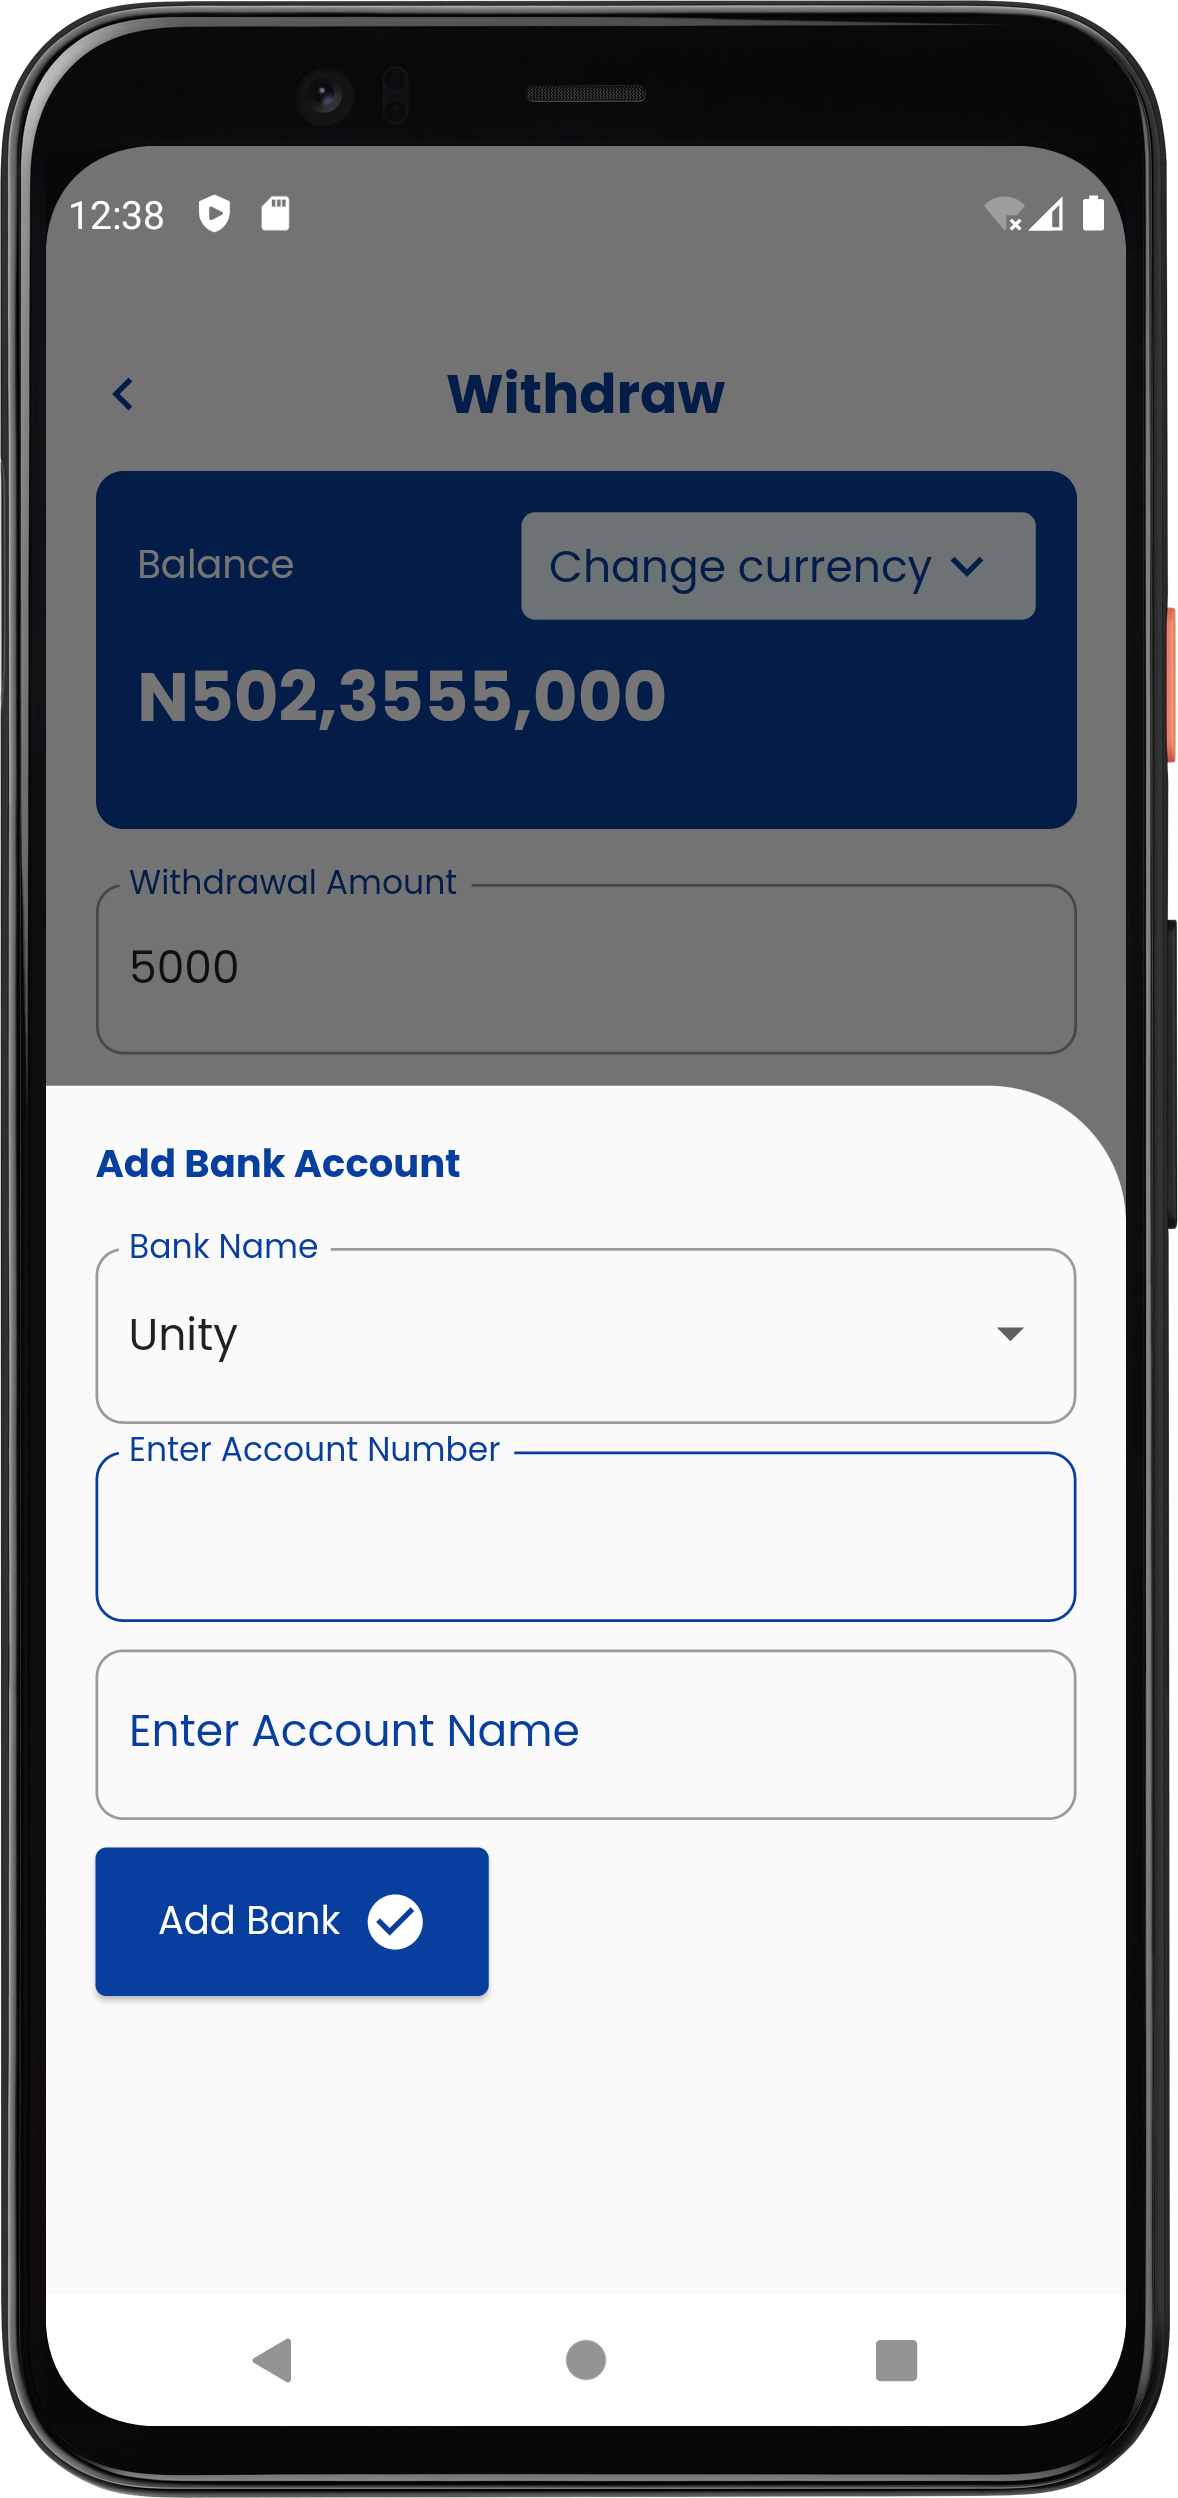 12:38
Withdraw
Balance
Change currency
N502,3555,000
Withdrawal Amount
5000
Add Bank Account
Bank Name
Unity
Enter Account Number
Enter Account Name
Add Bank